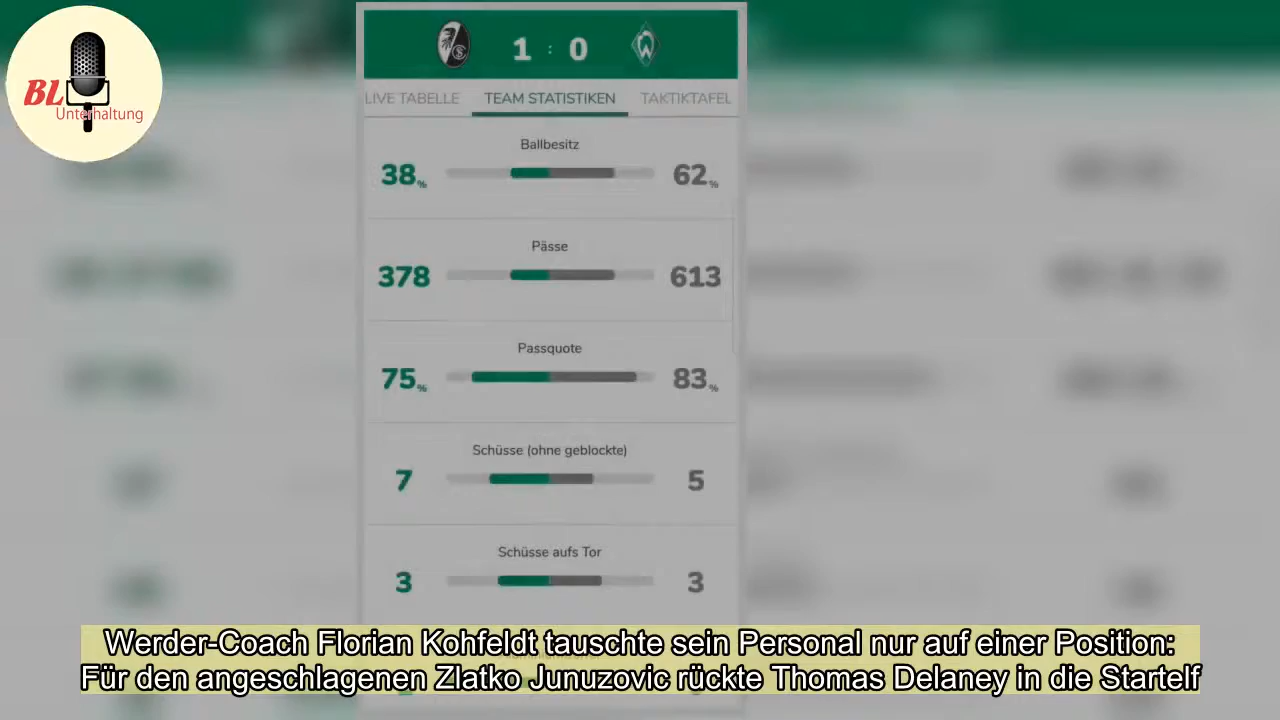 BL
Unterhaltung
1 : 0
LIVE TABELLE TEAM STATISTIKEN TAKTIKTAFEL
Ballbesitz
38% 62%
Pässe
378 613
Passquote
75% 83%
Schüsse (ohne geblockte)
7 5
Schüsse aufs Tor
3 3
Werder-Coach Florian Kohfeldt tauschte sein Personal nur auf einer Position:
Für den angeschlagenen Zlatko Junuzovic rückte Thomas Delaney in die Startelf